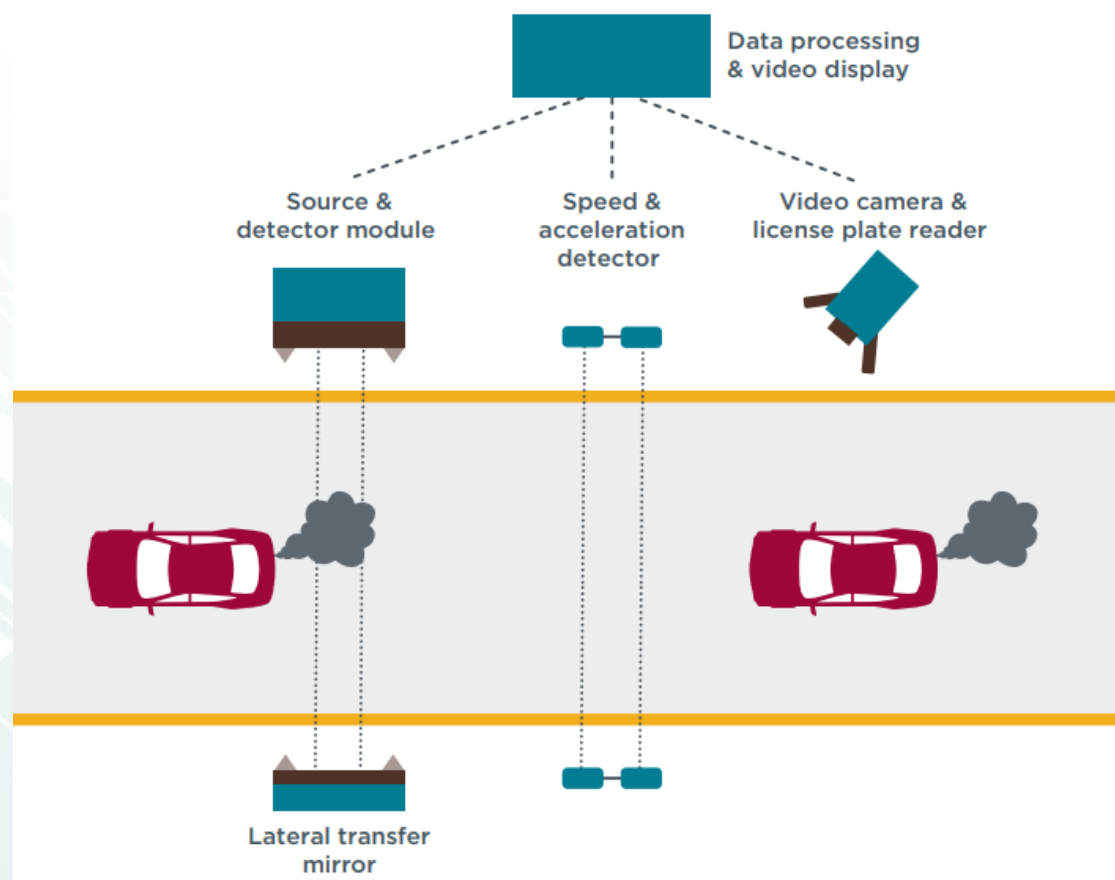 Data processing
& video display
Source &
detector module
Speed &
acceleration
detector
Video camera &
license plate reader
Lateral transfer
mirror